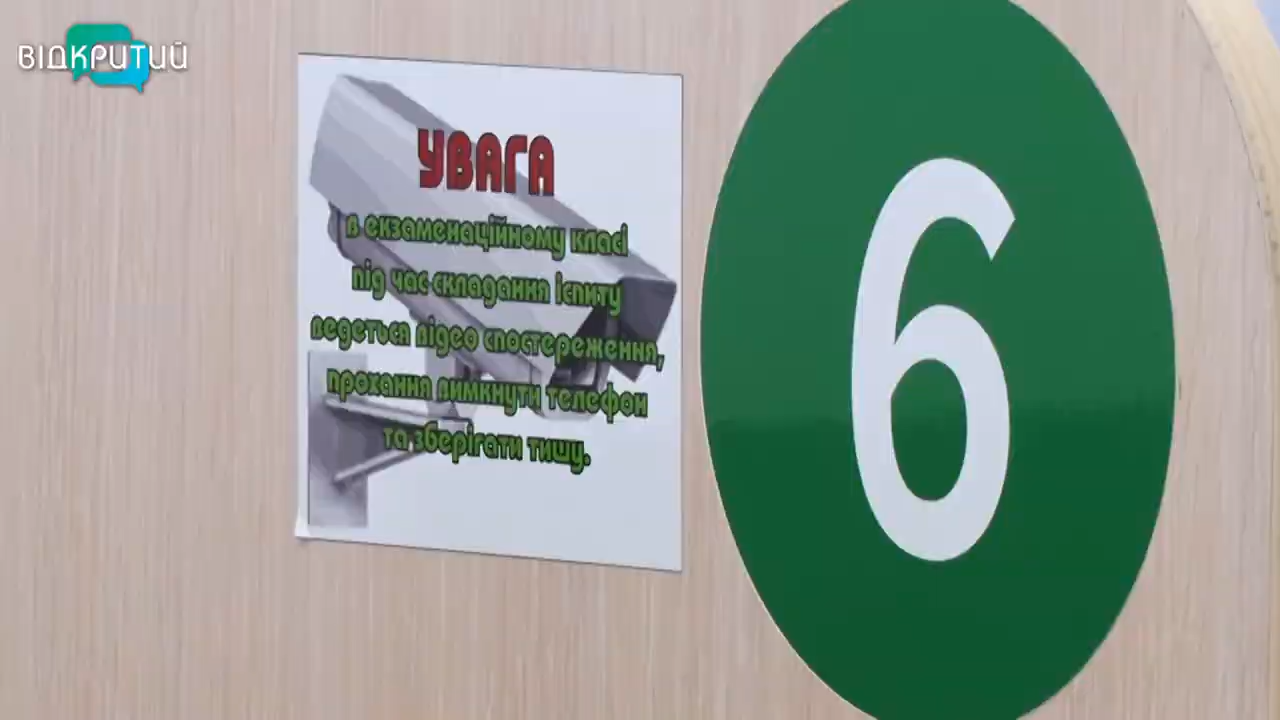 ВІДКРИТИЙ
УВАГА
в екзаменаційному класі
під час складання іспиту
ведеться відео спостереження,
прохання вимкнути телефон
та зберігати тишу.
6